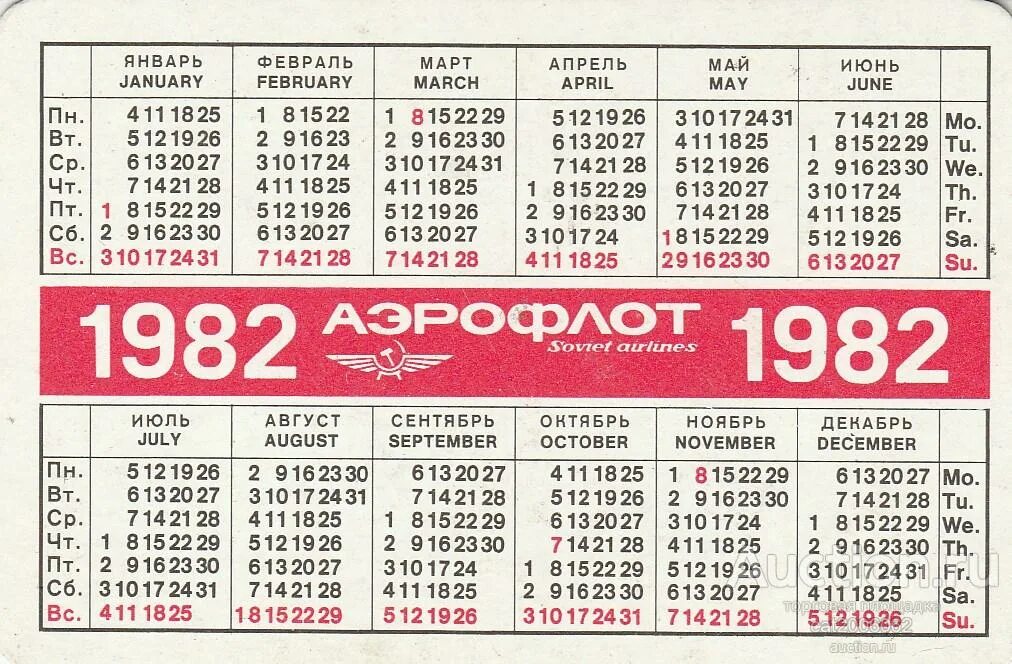 ЯНВАРЬ ФЕВРАЛЬ МАРТ АПРЕЛЬ МАЙ ИЮНЬ
JANUARY FEBRUARY MARCH APRIL MAY JUNE
Пн. 4 11 18 25 1 8 15 22 1 8 15 22 29 5 12 19 26 3 10 17 24 31 7 14 21 28 Mo.
Вт. 5 12 19 26 2 9 16 23 2 9 16 23 30 6 13 20 27 4 11 18 25 1 8 15 22 29 Tu.
Ср. 6 13 20 27 3 10 17 24 3 10 17 24 31 7 14 21 28 5 12 19 26 2 9 16 23 30 We.
Чт. 7 14 21 28 4 11 18 25 4 11 18 25 1 8 15 22 29 6 13 20 27 3 10 17 24 Th.
Пт. 1 8 15 22 29 5 12 19 26 5 12 19 26 2 9 16 23 30 7 14 21 28 4 11 18 25 Fr.
Сб. 2 9 16 23 30 6 13 20 27 6 13 20 27 3 10 17 24 1 8 15 22 29 5 12 19 26 Sa.
Вс. 3 10 17 24 31 7 14 21 28 7 14 21 28 4 11 18 25 2 9 16 23 30 6 13 20 27 Su.
1982 АЭРОФЛОТ 1982
Soviet airlines
ИЮЛЬ АВГУСТ СЕНТЯБРЬ ОКТЯБРЬ НОЯБРЬ ДЕКАБРЬ
JULY AUGUST SEPTEMBER OCTOBER NOVEMBER DECEMBER
Пн. 5 12 19 26 2 9 16 23 30 6 13 20 27 4 11 18 25 1 8 15 22 29 6 13 20 27 Mo.
Вт. 6 13 20 27 3 10 17 24 31 7 14 21 28 5 12 19 26 2 9 16 23 30 7 14 21 28 Tu.
Ср. 7 14 21 28 4 11 18 25 1 8 15 22 29 6 13 20 27 3 10 17 24 1 8 15 22 29 We.
Чт. 1 8 15 22 29 5 12 19 26 2 9 16 23 30 7 14 21 28 4 11 18 25 2 9 16 23 30 Th.
Пт. 2 9 16 23 30 6 13 20 27 3 10 17 24 1 8 15 22 29 5 12 19 26 3 10 17 24 31 Fr.
Сб. 3 10 17 24 31 7 14 21 28 4 11 18 25 2 9 16 23 30 6 13 20 27 4 11 18 25 Sa.
Вс. 4 11 18 25 1 8 15 22 29 5 12 19 26 3 10 17 24 31 7 14 21 28 5 12 19 26 Su.
Auction.ru
торговая площадка
auction.ru